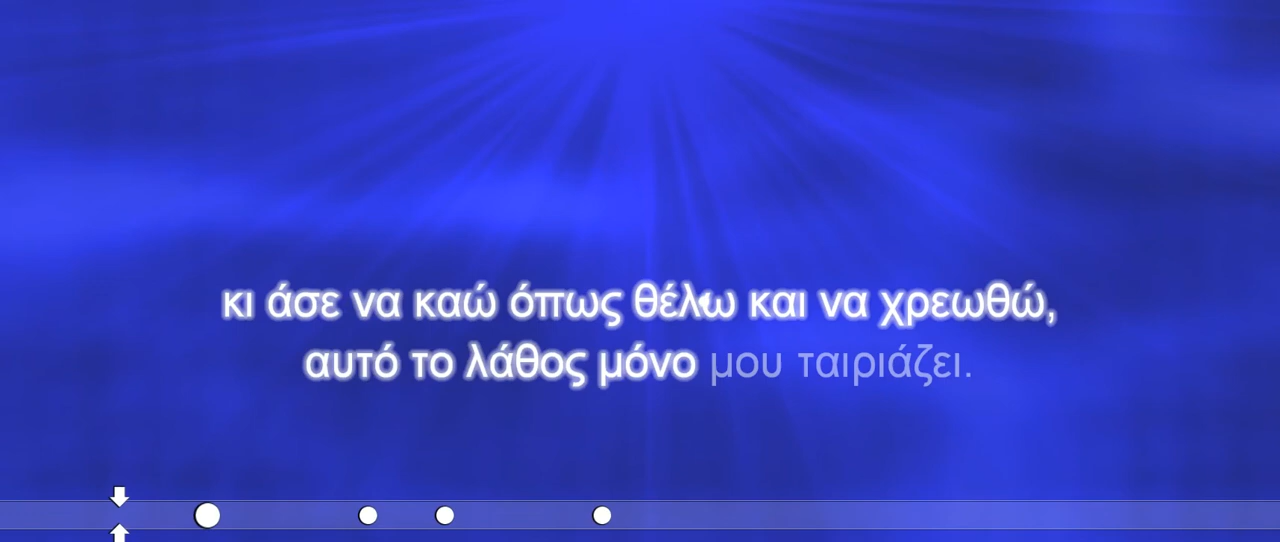 κι άσε να καώ όπως θέλω και να χρεωθώ,
αυτό το λάθος μόνο μου ταιριάζει.